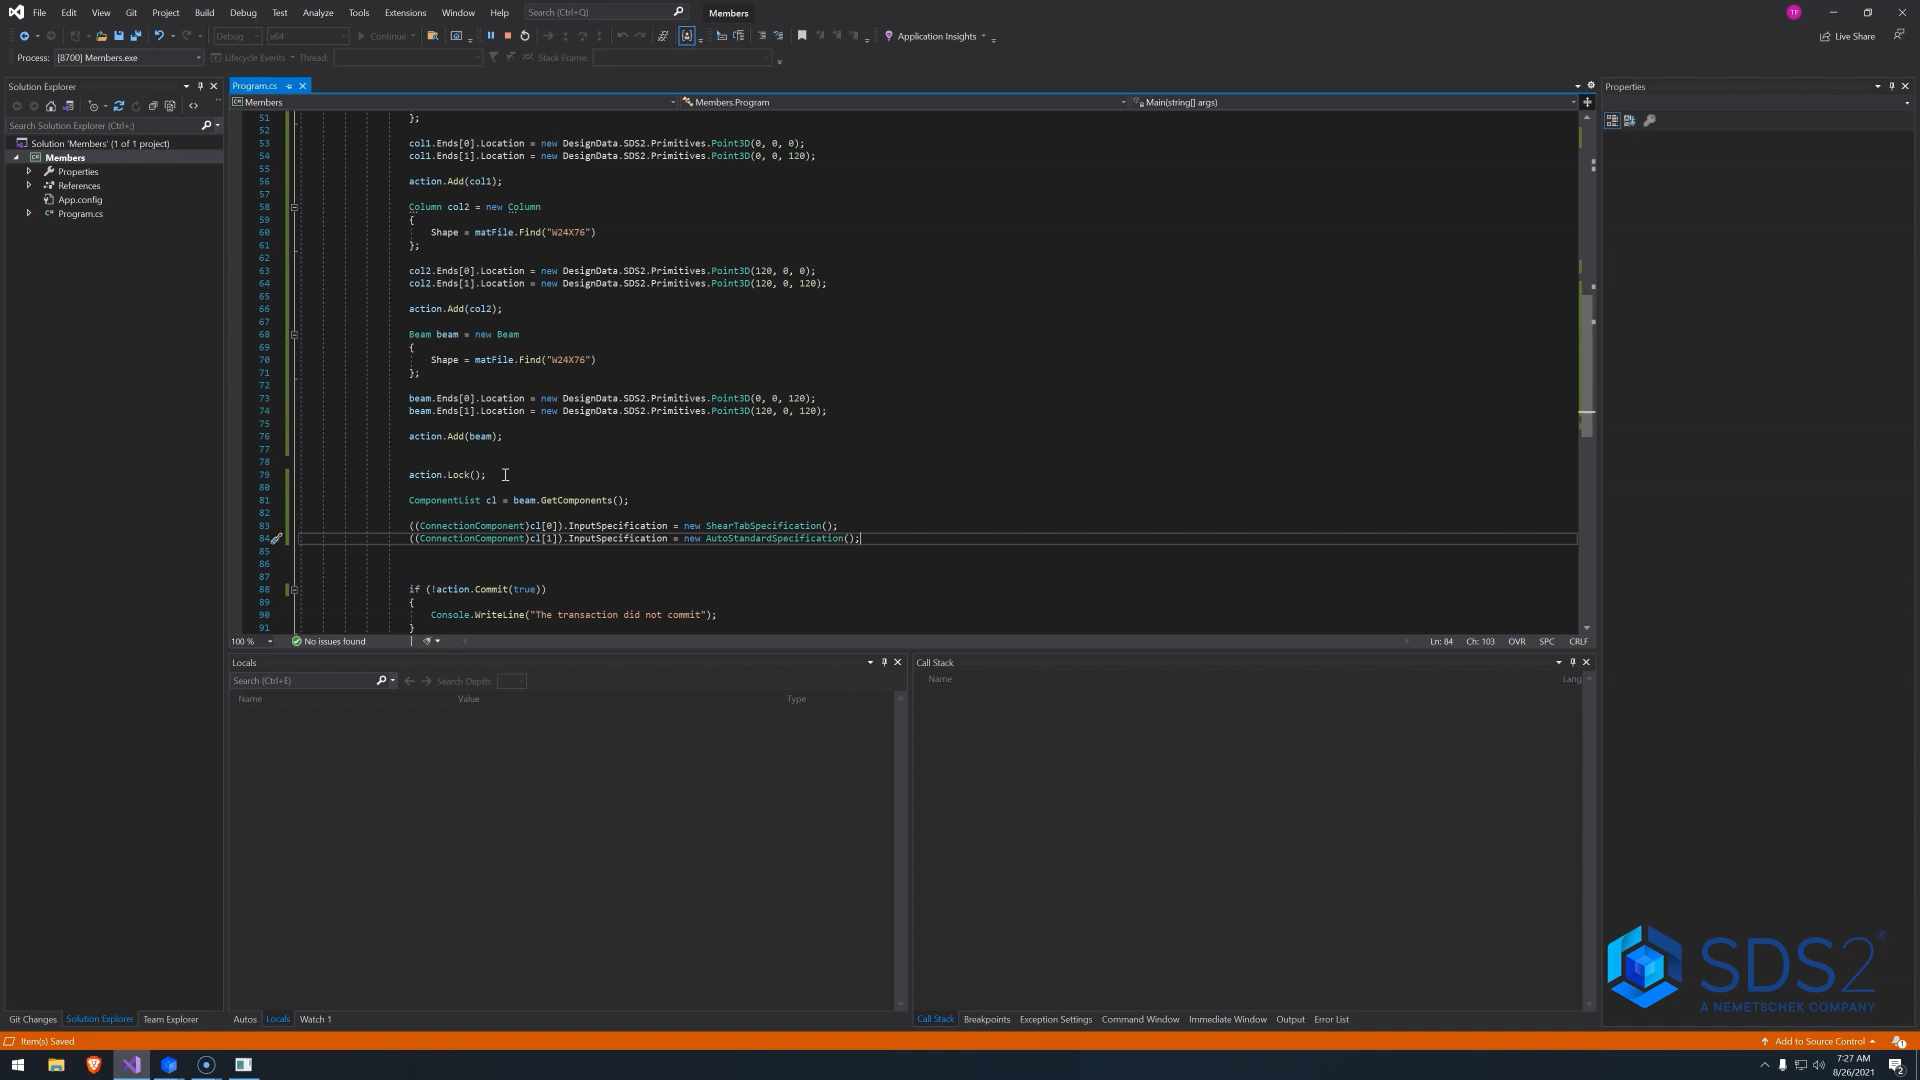 File Edit View Git Project Build Debug Test Analyze Tools Extensions Window Help Search (Ctrl+Q) Members TP
Debug x64 Continue Application Insights Live Share
Process: [8700] Members.exe Lifecycle Events Thread: Stack Frame:
Solution Explorer
Search Solution Explorer (Ctrl+;)
Solution 'Members' (1 of 1 project)
Members
Properties
References
App.config
Program.cs
Program.cs
Members Members.Program Main(string[] args)
51 };
52
53 col1.Ends[0].Location = new DesignData.SDS2.Primitives.Point3D(0, 0, 0);
54 col1.Ends[1].Location = new DesignData.SDS2.Primitives.Point3D(0, 0, 120);
55
56 action.Add(col1);
57
58 Column col2 = new Column
59 {
60 Shape = matFile.Find("W24X76")
61 };
62
63 col2.Ends[0].Location = new DesignData.SDS2.Primitives.Point3D(120, 0, 0);
64 col2.Ends[1].Location = new DesignData.SDS2.Primitives.Point3D(120, 0, 120);
65
66 action.Add(col2);
67
68 Beam beam = new Beam
69 {
70 Shape = matFile.Find("W24X76")
71 };
72
73 beam.Ends[0].Location = new DesignData.SDS2.Primitives.Point3D(0, 0, 120);
74 beam.Ends[1].Location = new DesignData.SDS2.Primitives.Point3D(120, 0, 120);
75
76 action.Add(beam);
77
78
79 action.Lock();
80
81 ComponentList cl = beam.GetComponents();
82
83 ((ConnectionComponent)cl[0]).InputSpecification = new ShearTabSpecification();
84 ((ConnectionComponent)cl[1]).InputSpecification = new AutoStandardSpecification();
85
86
87
88 if (!action.Commit(true))
89 {
90 Console.WriteLine("The transaction did not commit");
91 }
100 % No issues found Ln: 84 Ch: 103 OVR SPC CRLF
Locals
Search (Ctrl+E) Search Depth:
Name Value Type
Call Stack
Name Lang
Properties
SDS2®
A NEMETSCHEK COMPANY
Git Changes Solution Explorer Team Explorer
Autos Locals Watch 1
Call Stack Breakpoints Exception Settings Command Window Immediate Window Output Error List
Item(s) Saved Add to Source Control 1
7:27 AM
8/26/2021
2